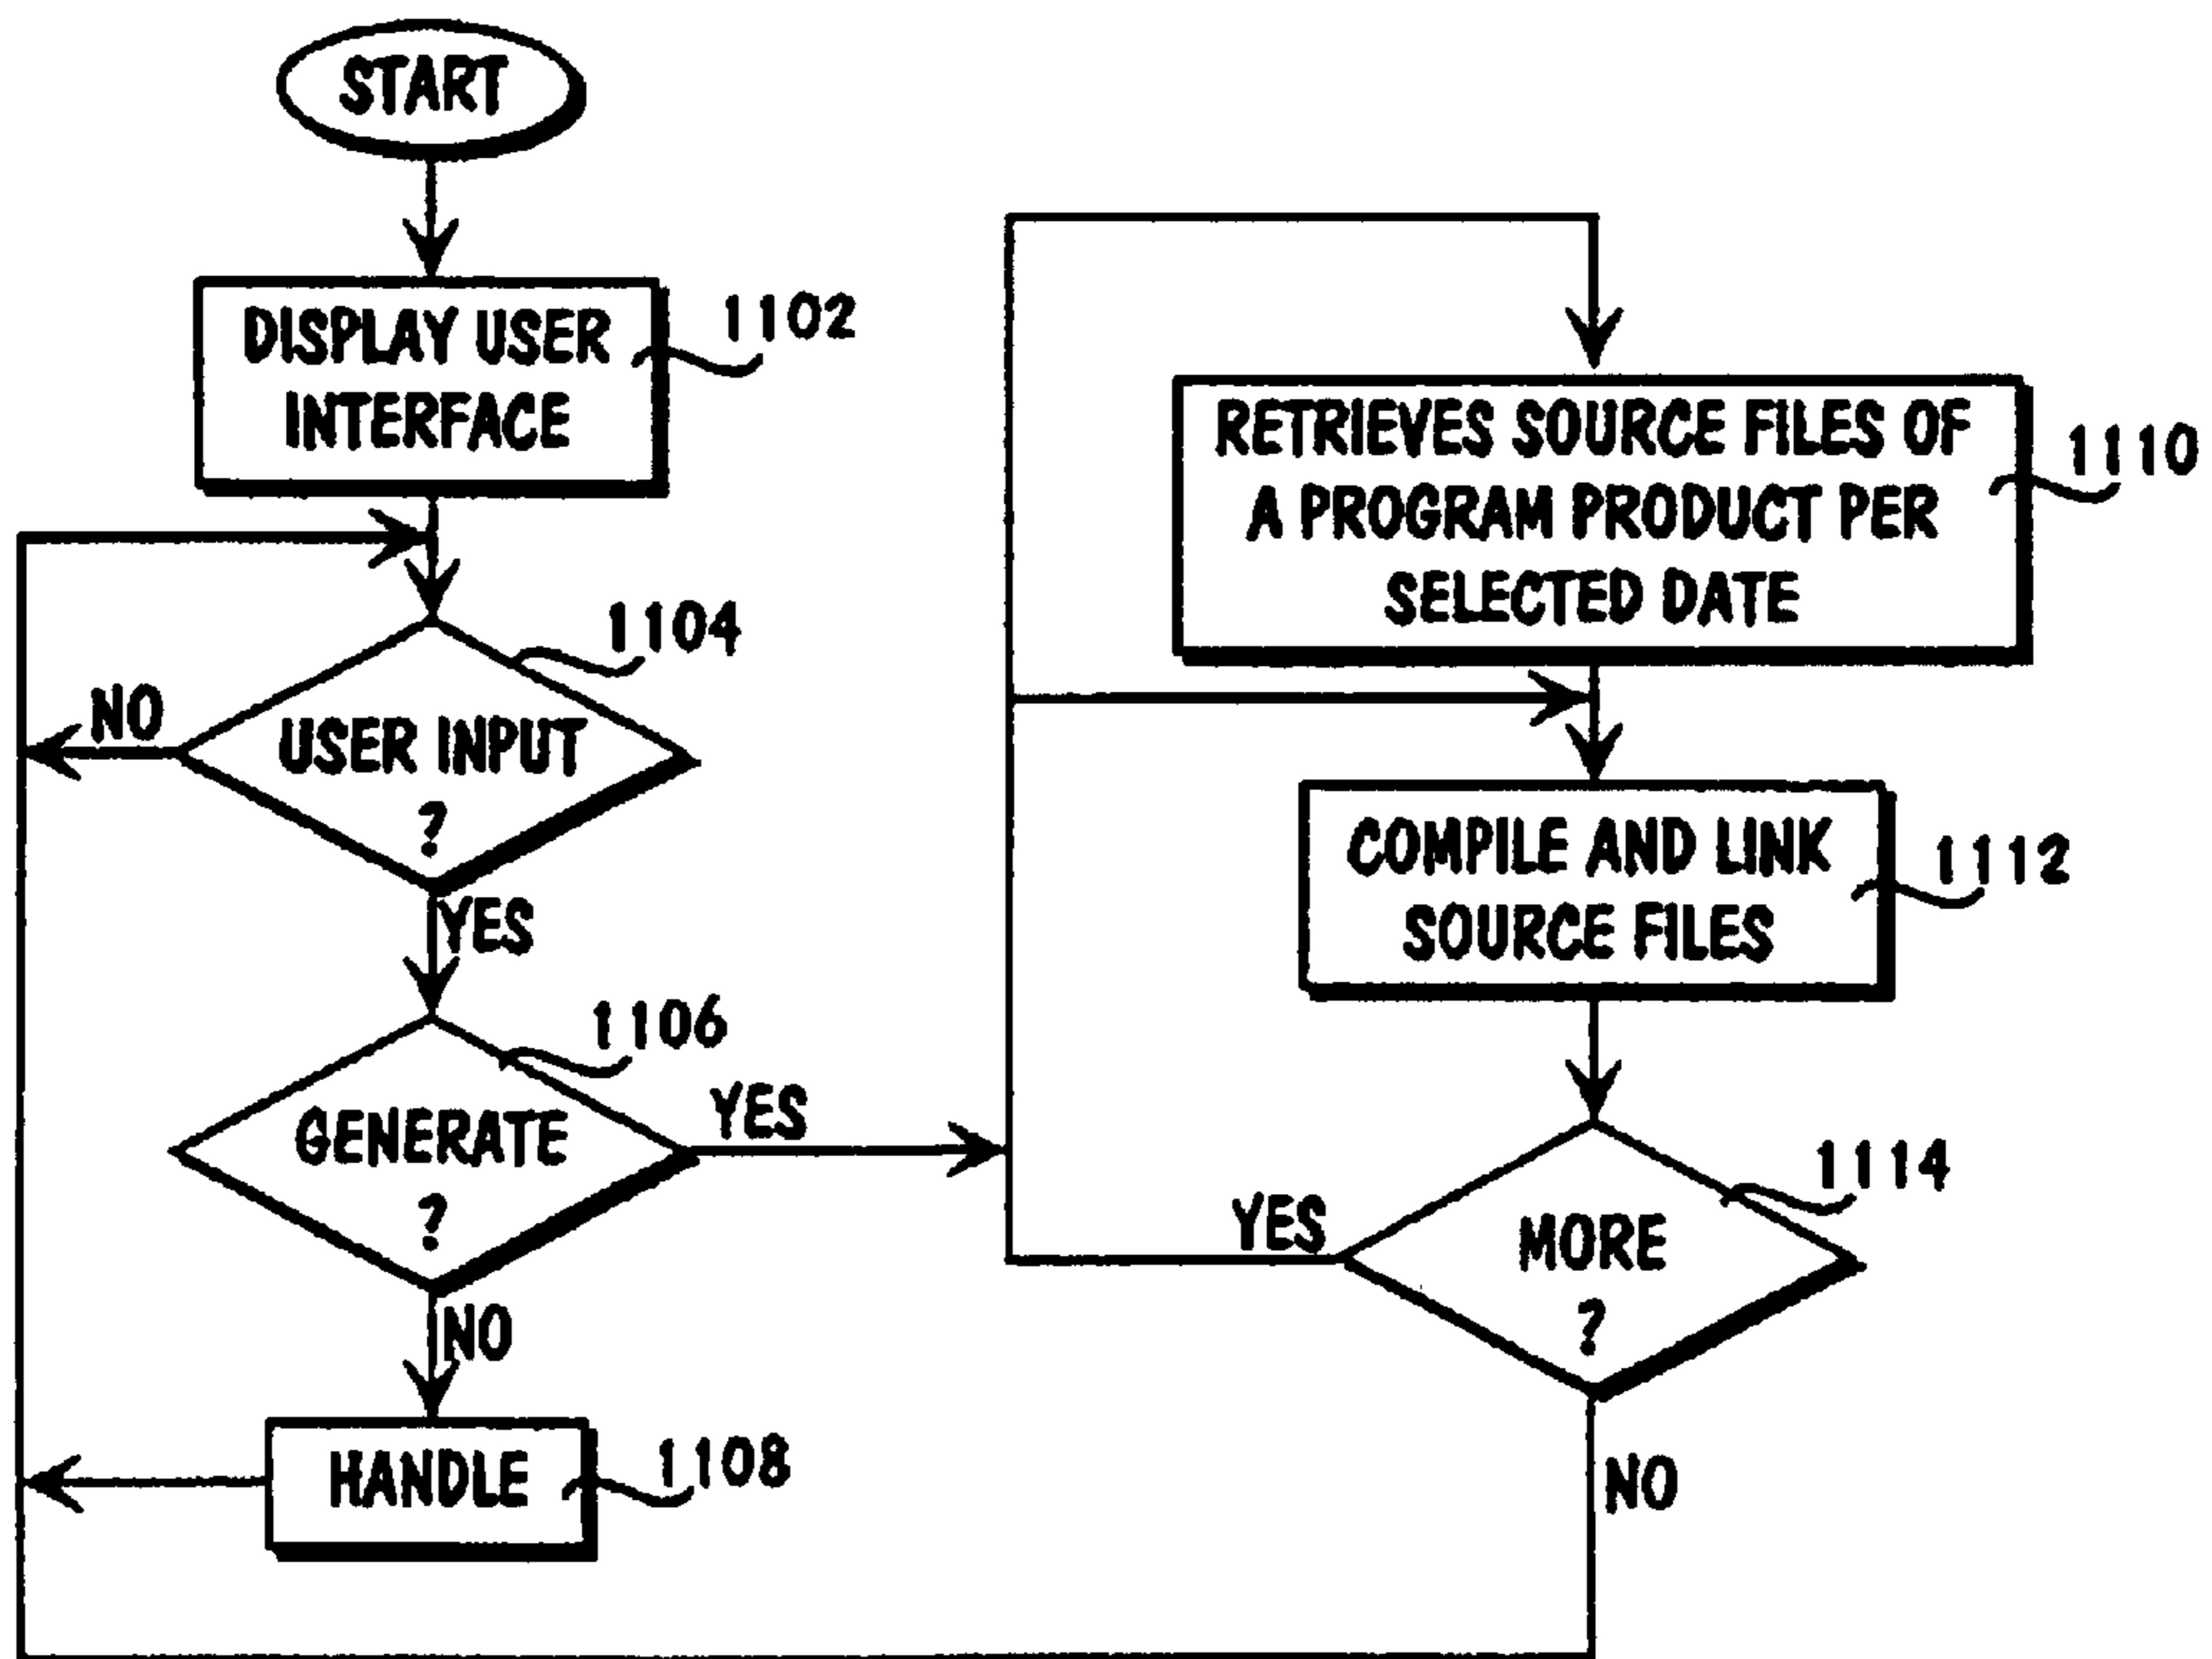 START
DISPLAY USER
INTERFACE
1102
1104
USER INPUT
?
NO
YES
1106
GENERATE
?
YES
NO
HANDLE
1108
RETRIEVES SOURCE FILES OF
A PROGRAM PRODUCT PER
SELECTED DATE
1110
COMPILE AND LINK
SOURCE FILES
1112
1114
MORE
?
YES
NO